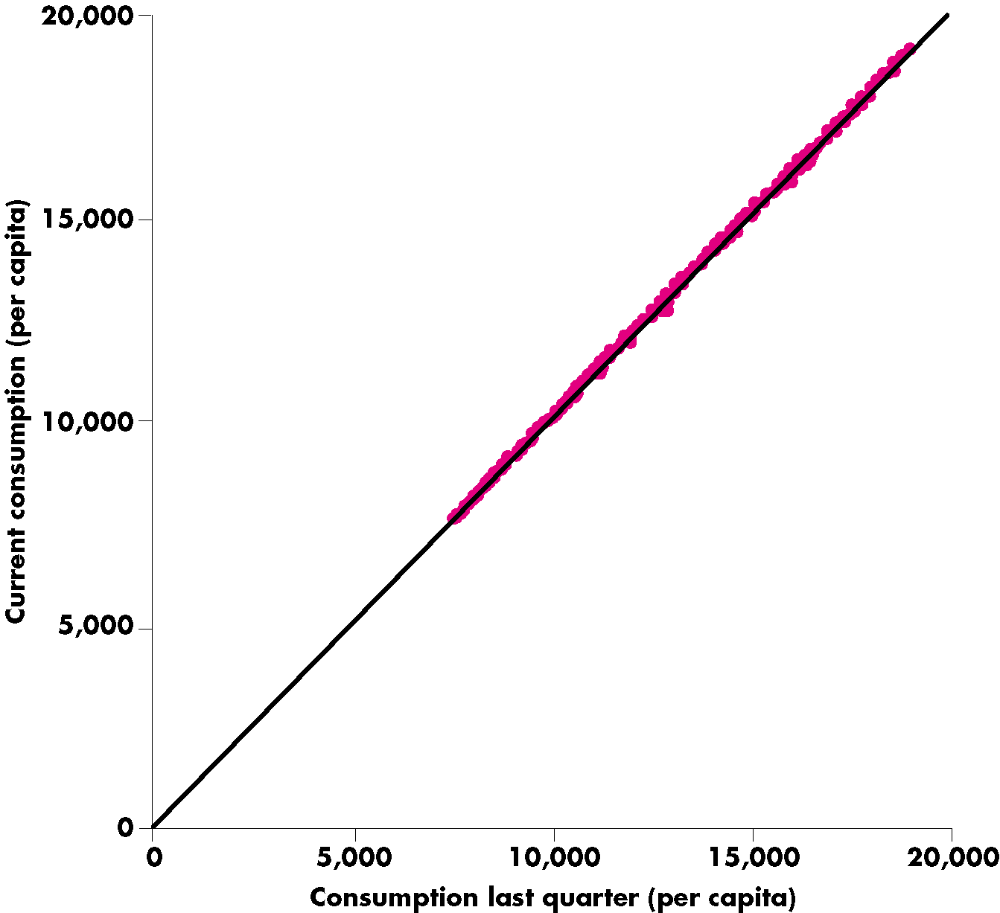 20,000
15,000
10,000
5,000
0
Current consumption (per capita)
0 5,000 10,000 15,000 20,000
Consumption last quarter (per capita)